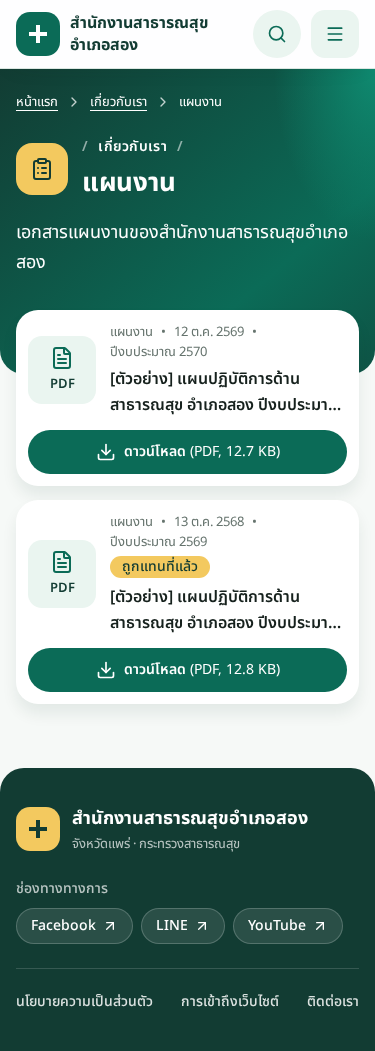 สำนักงานสาธารณสุข
อำเภอสอง
หน้าแรก > เกี่ยวกับเรา > แผนงาน
/ เกี่ยวกับเรา /
แผนงาน
เอกสารแผนงานของสำนักงานสาธารณสุขอำเภอ
สอง
แผนงาน • 12 ต.ค. 2569 •
ปีงบประมาณ 2570
PDF
[ตัวอย่าง] แผนปฏิบัติการด้าน
สาธารณสุข อำเภอสอง ปีงบประมา...
ดาวน์โหลด (PDF, 12.7 KB)
แผนงาน • 13 ต.ค. 2568 •
ปีงบประมาณ 2569
ถูกแทนที่แล้ว
PDF
[ตัวอย่าง] แผนปฏิบัติการด้าน
สาธารณสุข อำเภอสอง ปีงบประมา...
ดาวน์โหลด (PDF, 12.8 KB)
สำนักงานสาธารณสุขอำเภอสอง
จังหวัดแพร่ · กระทรวงสาธารณสุข
ช่องทางทางการ
Facebook LINE YouTube
นโยบายความเป็นส่วนตัว การเข้าถึงเว็บไซต์ ติดต่อเรา